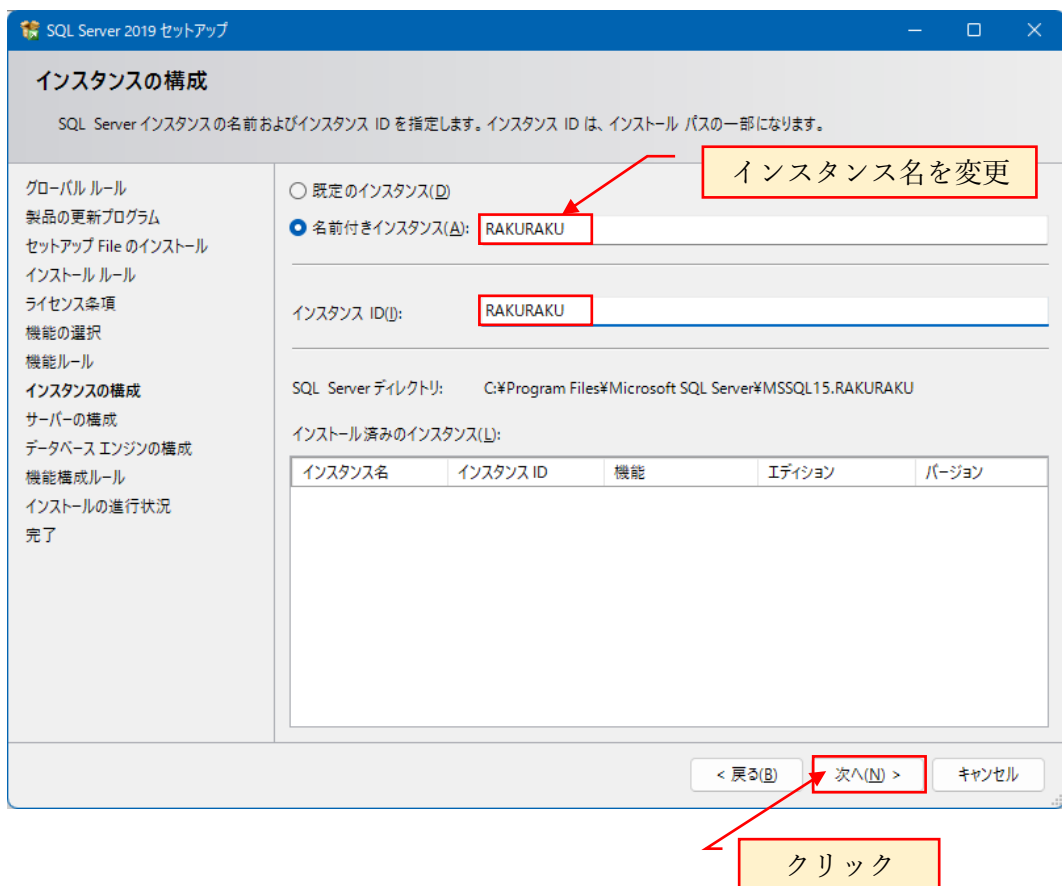 SQL Server 2019 セットアップ
インスタンスの構成
SQL Server インスタンスの名前およびインスタンス ID を指定します。インスタンス ID は、インストール パスの一部になります。
インスタンス名を変更
グローバル ルール
製品の更新プログラム
セットアップ File のインストール
インストール ルール
ライセンス条項
機能の選択
機能ルール
インスタンスの構成
サーバーの構成
データベース エンジンの構成
機能構成ルール
インストールの進行状況
完了
既定のインスタンス(D)
名前付きインスタンス(A): RAKURAKU
インスタンス ID(I): RAKURAKU
SQL Server ディレクトリ: C:¥Program Files¥Microsoft SQL Server¥MSSQL15.RAKURAKU
インストール済みのインスタンス(L):
インスタンス名 インスタンス ID 機能 エディション バージョン
< 戻る(B) 次へ(N) > キャンセル
クリック